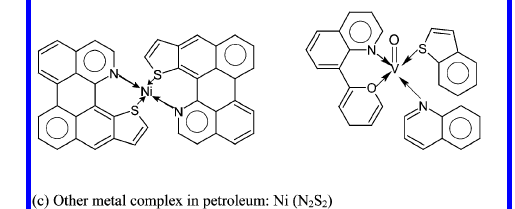 O
N S N S
Ni V
S N O N
(c) Other metal complex in petroleum: Ni (N₂S₂)